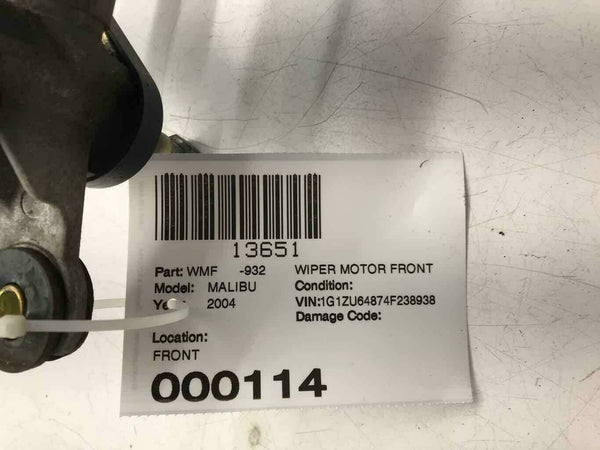 13651
Part: WMF -932 WIPER MOTOR FRONT
Model: MALIBU Condition:
2004 VIN:1G1ZU64874F238938
Damage Code:
Location:
FRONT
000114